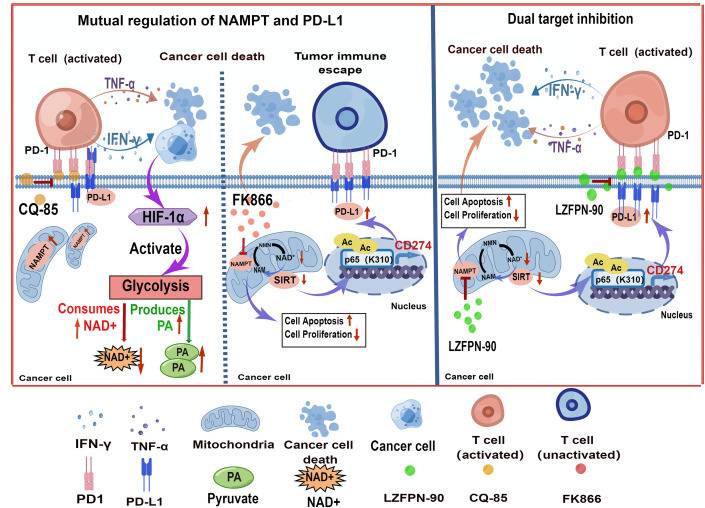 Mutual regulation of NAMPT and PD-L1
T cell (activated)
Cancer cell death
TNF-α
IFN-γ
PD-1
CQ-85
PD-L1
HIF-1α
NAMPT
NAMPT
Activate
Glycolysis
Consumes
NAD+
Produces
PA
NAD+
PA
PA
Cancer cell
Tumor immune
escape
PD-1
FK866
PD-L1
NMN
NAD+
NAMPT
NAM
SIRT
Ac
Ac
p65 (K310)
CD274
Nucleus
Cell Apoptosis
Cell Proliferation
Cancer cell
Dual target inhibition
Cancer cell death
T cell (activated)
IFN-γ
TNF-α
PD-1
LZFPN-90
PD-L1
Cell Apoptosis
Cell Proliferation
NMN
NAD+
NAMPT
NAM
SIRT
Ac
Ac
p65 (K310)
CD274
Nucleus
LZFPN-90
Cancer cell
IFN-γ
TNF-α
Mitochondria
Cancer cell
death
Cancer cell
T cell
(activated)
T cell
(unactivated)
PD1
PD-L1
PA
Pyruvate
NAD+
NAD+
LZFPN-90
CQ-85
FK866